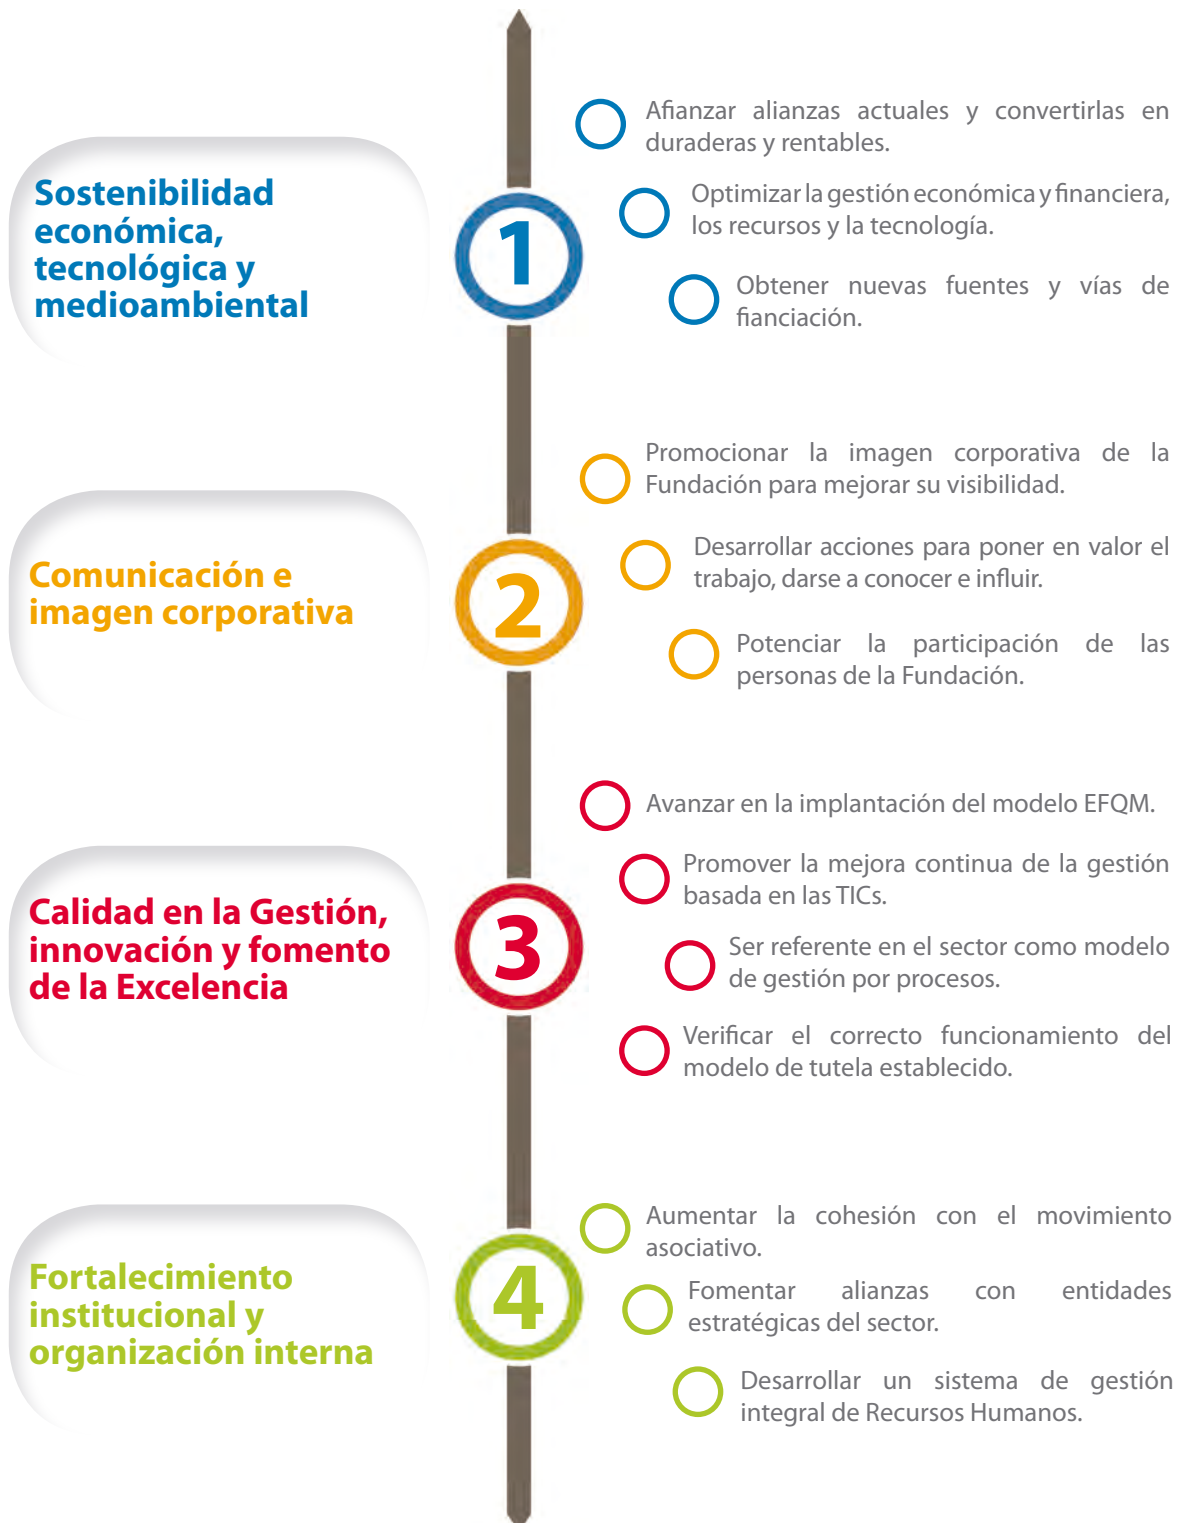 Sostenibilidad
económica,
tecnológica y
medioambiental
1
Afianzar alianzas actuales y convertirlas en
duraderas y rentables.
Optimizar la gestión económica y financiera,
los recursos y la tecnología.
Obtener nuevas fuentes y vías de
fianciación.
Comunicación e
imagen corporativa
2
Promocionar la imagen corporativa de la
Fundación para mejorar su visibilidad.
Desarrollar acciones para poner en valor el
trabajo, darse a conocer e influir.
Potenciar la participación de las
personas de la Fundación.
Calidad en la Gestión,
innovación y fomento
de la Excelencia
3
Avanzar en la implantación del modelo EFQM.
Promover la mejora continua de la gestión
basada en las TICs.
Ser referente en el sector como modelo
de gestión por procesos.
Verificar el correcto funcionamiento del
modelo de tutela establecido.
Fortalecimiento
institucional y
organización interna
4
Aumentar la cohesión con el movimiento
asociativo.
Fomentar alianzas con entidades
estratégicas del sector.
Desarrollar un sistema de gestión
integral de Recursos Humanos.